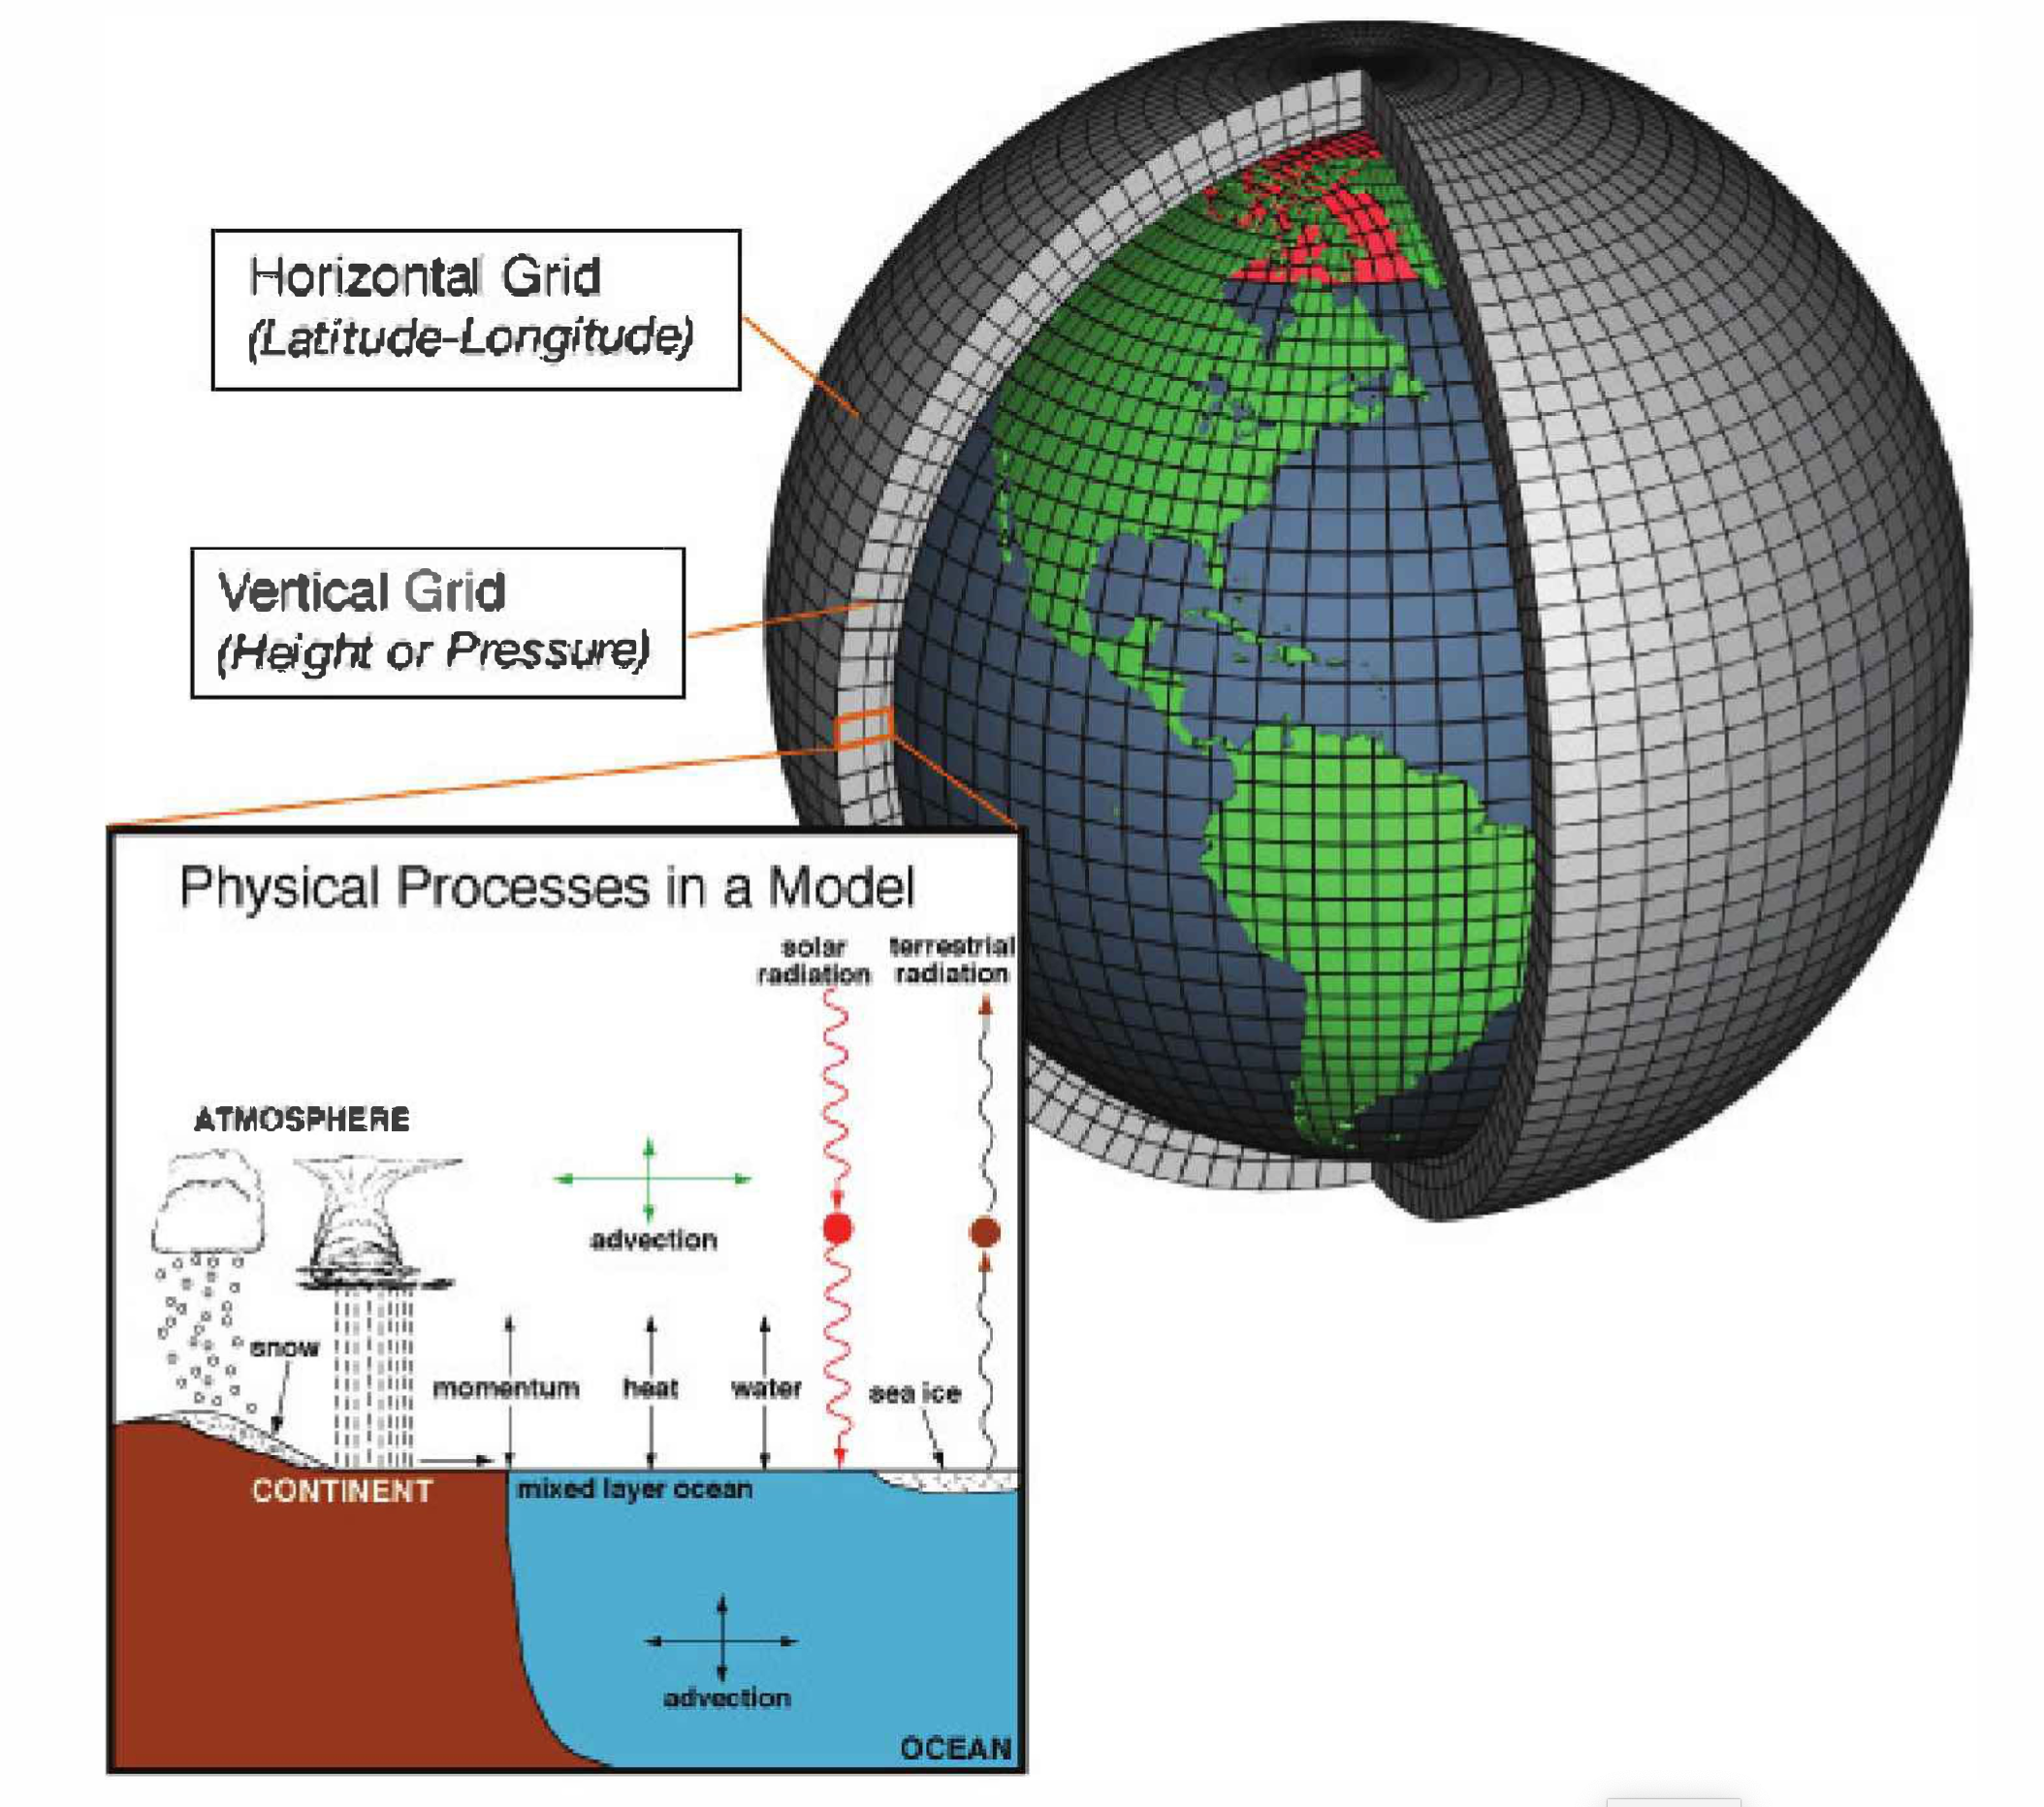 Horizontal Grid
(Latitude-Longitude)
Vertical Grid
(Height or Pressure)
Physical Processes in a Model
solar
radiation
terrestrial
radiation
ATMOSPHERE
advection
snow
momentum
heat
water
sea ice
CONTINENT
mixed layer ocean
advection
OCEAN